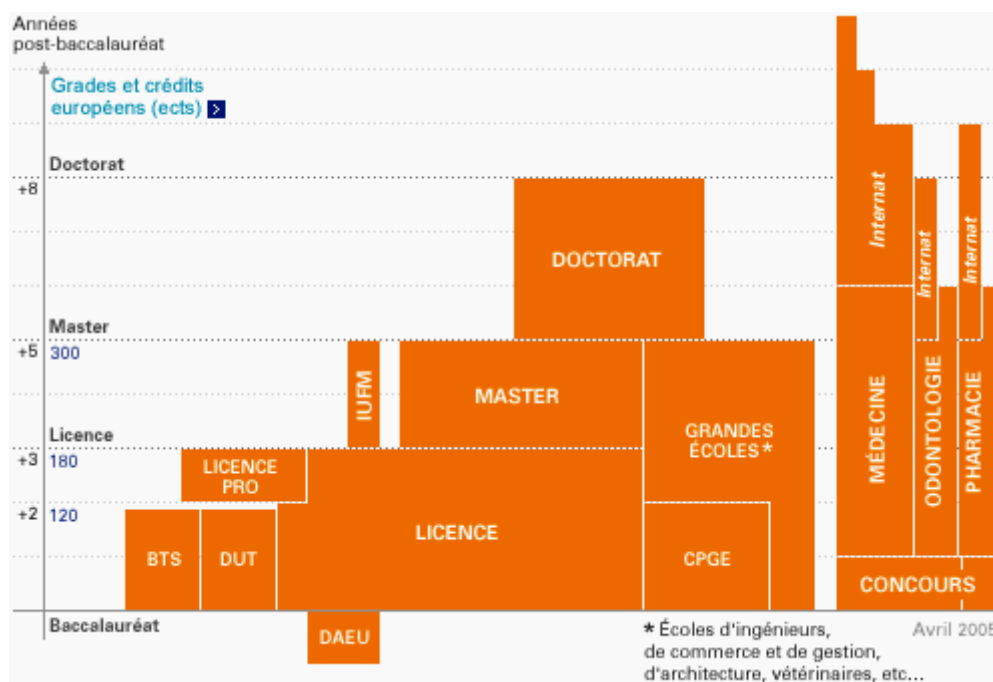 Années
post-baccalauréat
Grades et crédits
européens (ects)
Doctorat
+8
DOCTORAT
Internat
Internat
Internat
Master
+5 300
IUFM
MASTER
GRANDES
ÉCOLES*
MÉDECINE
ODONTOLOGIE
PHARMACIE
Licence
+3 180
LICENCE
PRO
+2 120
LICENCE
BTS
DUT
CPGE
CONCOURS
Baccalauréat
DAEU
* Écoles d'ingénieurs,
de commerce et de gestion,
d'architecture, vétérinaires, etc...
Avril 2005